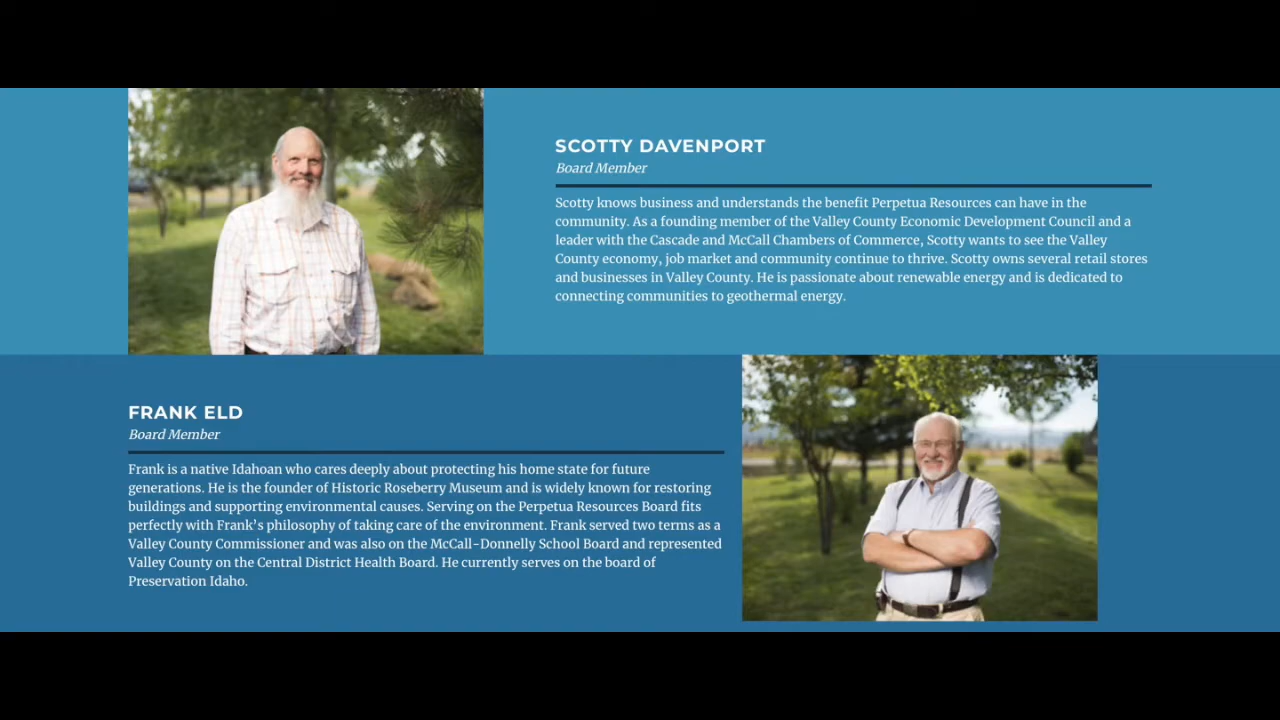 SCOTTY DAVENPORT
Board Member
Scotty knows business and understands the benefit Perpetua Resources can have in the
community. As a founding member of the Valley County Economic Development Council and a
leader with the Cascade and McCall Chambers of Commerce, Scotty wants to see the Valley
County economy, job market and community continue to thrive. Scotty owns several retail stores
and businesses in Valley County. He is passionate about renewable energy and is dedicated to
connecting communities to geothermal energy.
FRANK ELD
Board Member
Frank is a native Idahoan who cares deeply about protecting his home state for future
generations. He is the founder of Historic Roseberry Museum and is widely known for restoring
buildings and supporting environmental causes. Serving on the Perpetua Resources Board fits
perfectly with Frank's philosophy of taking care of the environment. Frank served two terms as a
Valley County Commissioner and was also on the McCall-Donnelly School Board and represented
Valley County on the Central District Health Board. He currently serves on the board of
Preservation Idaho.